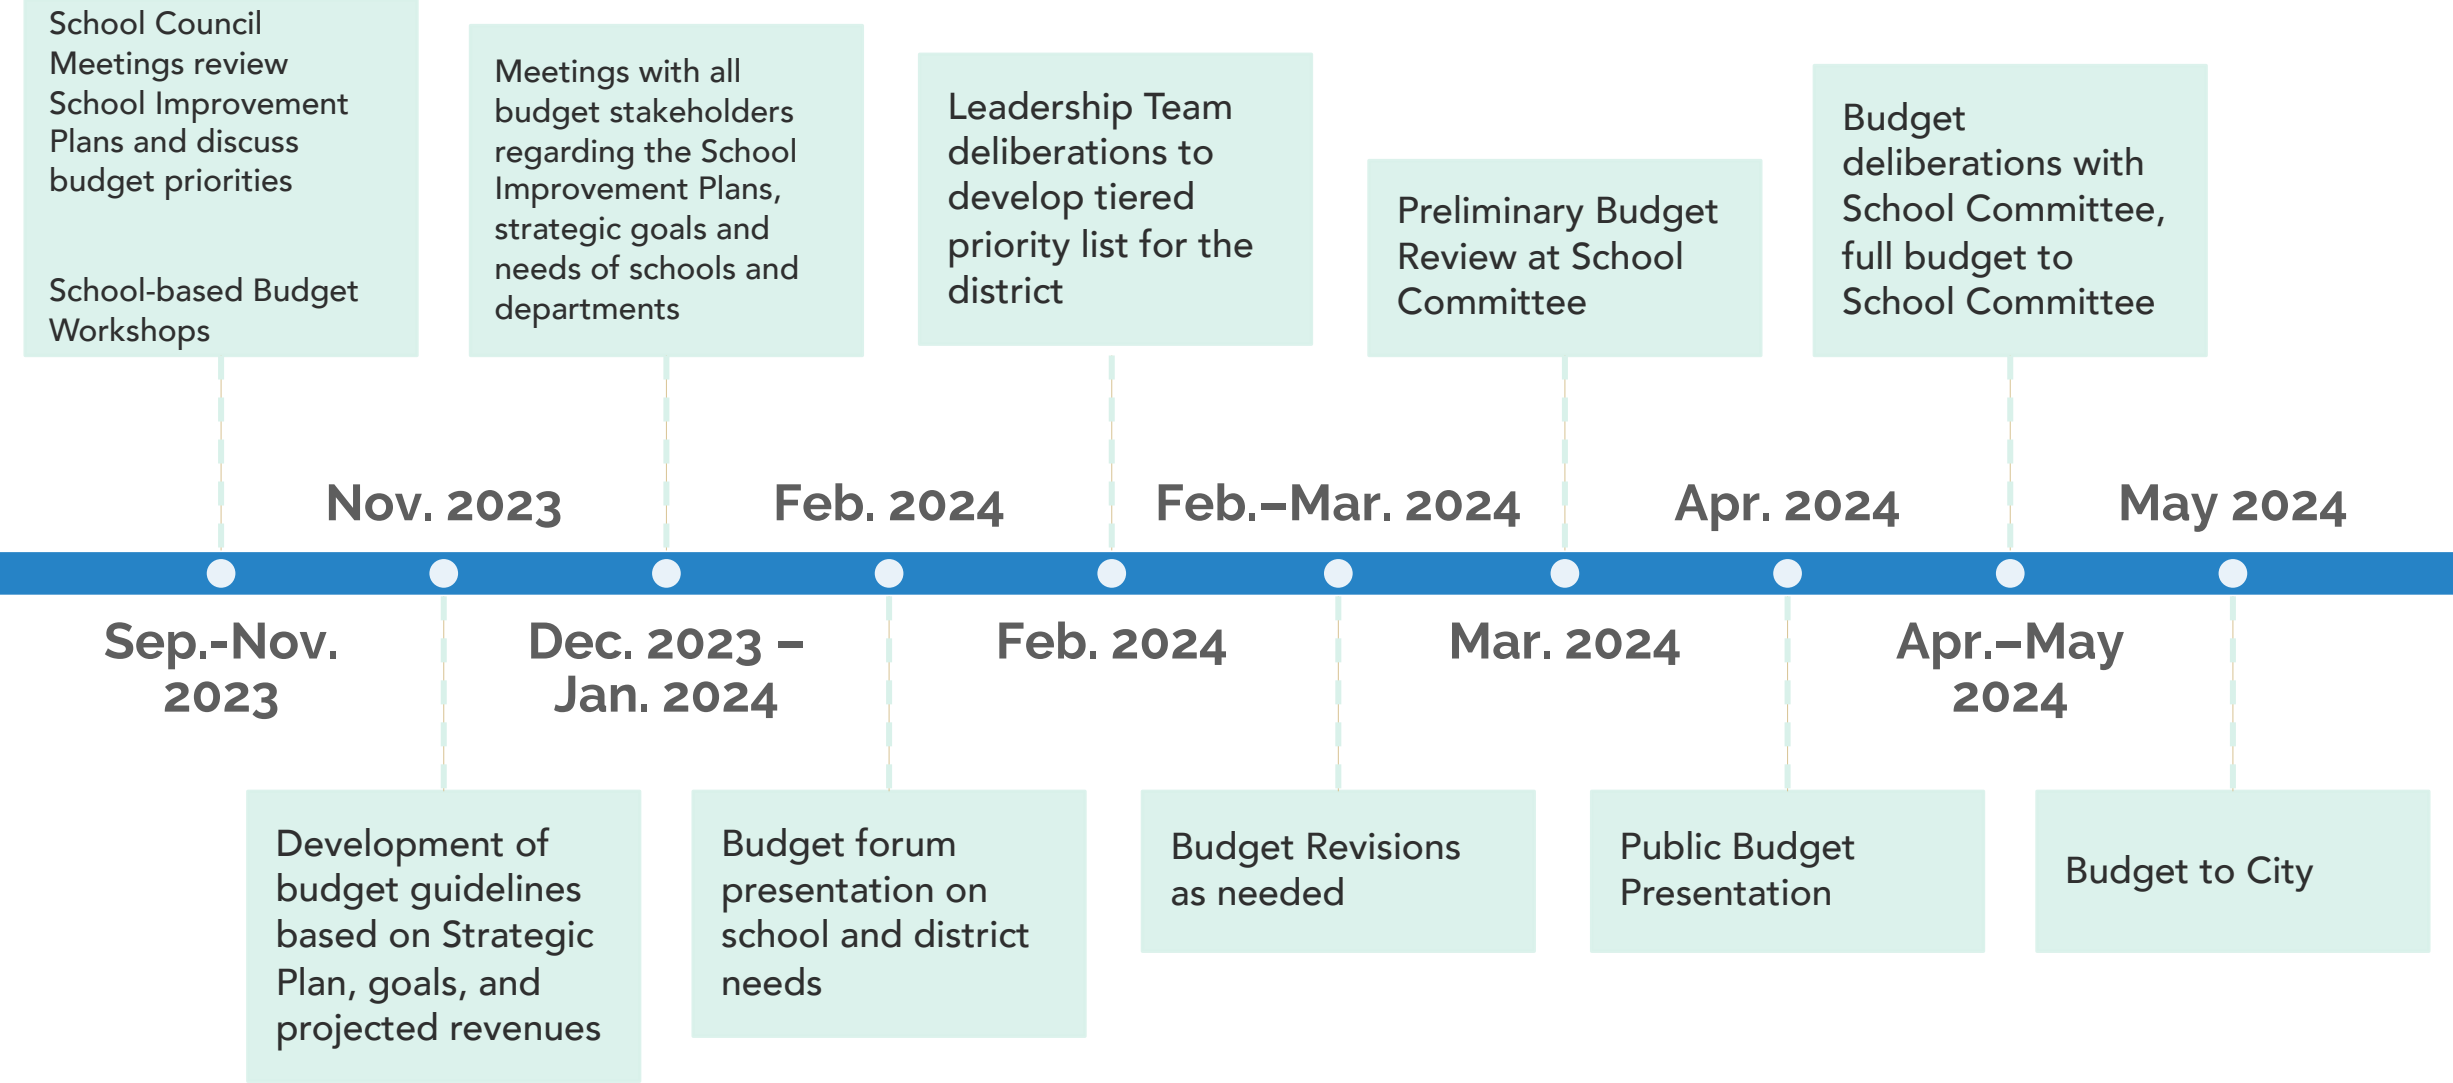 School Council
Meetings review
School Improvement
Plans and discuss
budget priorities
School-based Budget
Workshops
Meetings with all
budget stakeholders
regarding the School
Improvement Plans,
strategic goals and
needs of schools and
departments
Leadership Team
deliberations to
develop tiered
priority list for the
district
Preliminary Budget
Review at School
Committee
Budget
deliberations with
School Committee,
full budget to
School Committee
Nov. 2023
Feb. 2024
Feb.–Mar. 2024
Apr. 2024
May 2024
Sep.-Nov.
2023
Dec. 2023 –
Jan. 2024
Feb. 2024
Mar. 2024
Apr.–May
2024
Development of
budget guidelines
based on Strategic
Plan, goals, and
projected revenues
Budget forum
presentation on
school and district
needs
Budget Revisions
as needed
Public Budget
Presentation
Budget to City